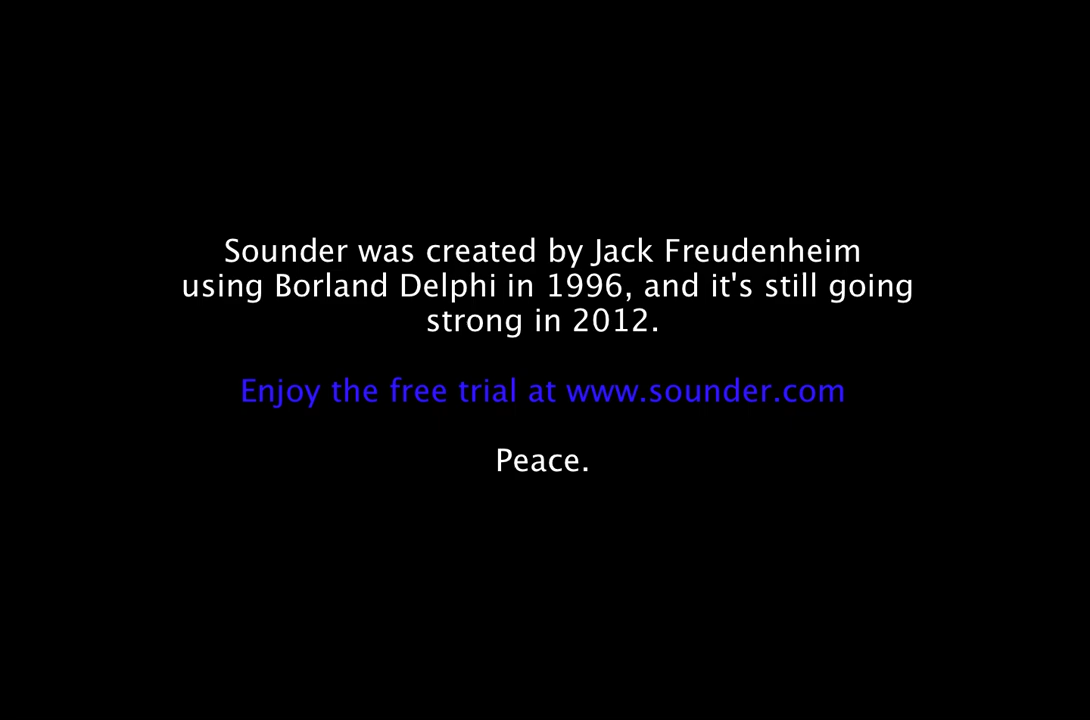 Sounder was created by Jack Freudenheim
using Borland Delphi in 1996, and it's still going
strong in 2012.
Enjoy the free trial at www.sounder.com
Peace.